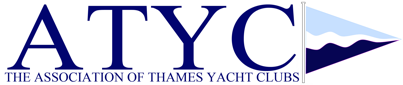 ATYC
THE ASSOCIATION OF THAMES YACHT CLUBS